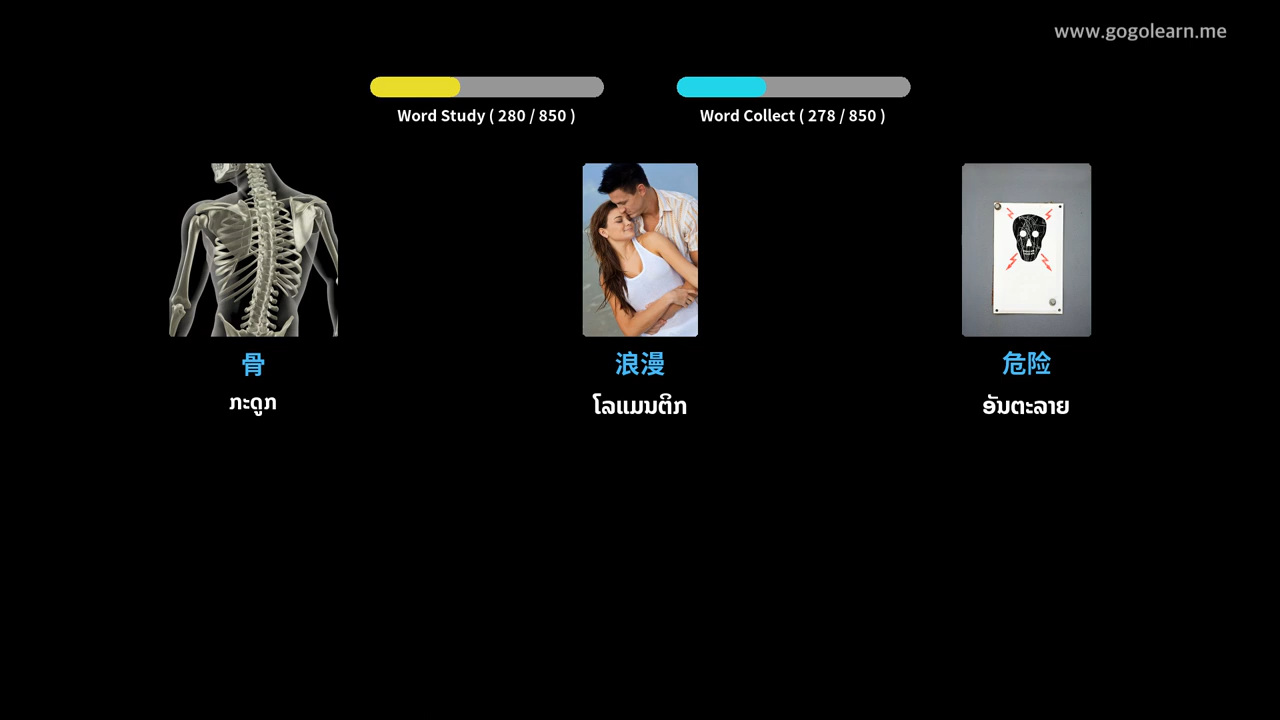 www.gogolearn.me
Word Study ( 280 / 850 )
Word Collect ( 278 / 850 )
骨
浪漫
危险
ກະດູກ
ໂລແມນຕິກ
ອັນຕະລາຍ